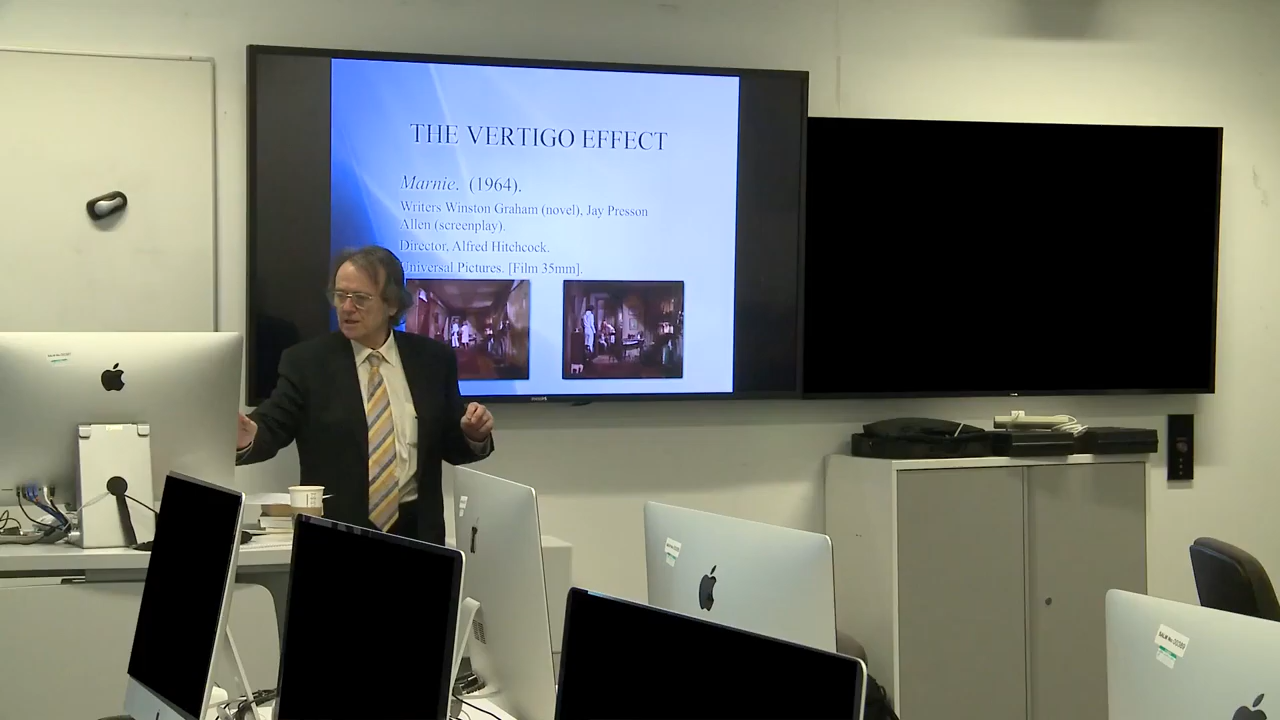 THE VERTIGO EFFECT
Marnie. (1964).
Writers Winston Graham (novel), Jay Presson
Allen (screenplay).
Director, Alfred Hitchcock.
Universal Pictures. [Film 35mm].
PHILIPS